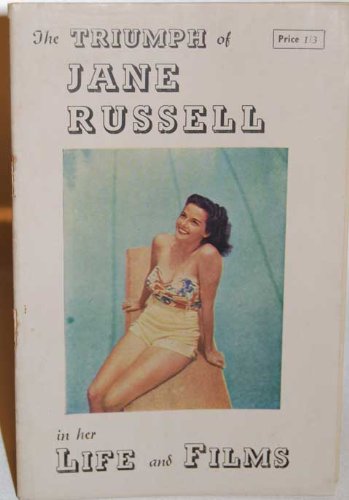 The TRIUMPH of
Price 1/3
JANE
RUSSELL
in her
LIFE and FILMS